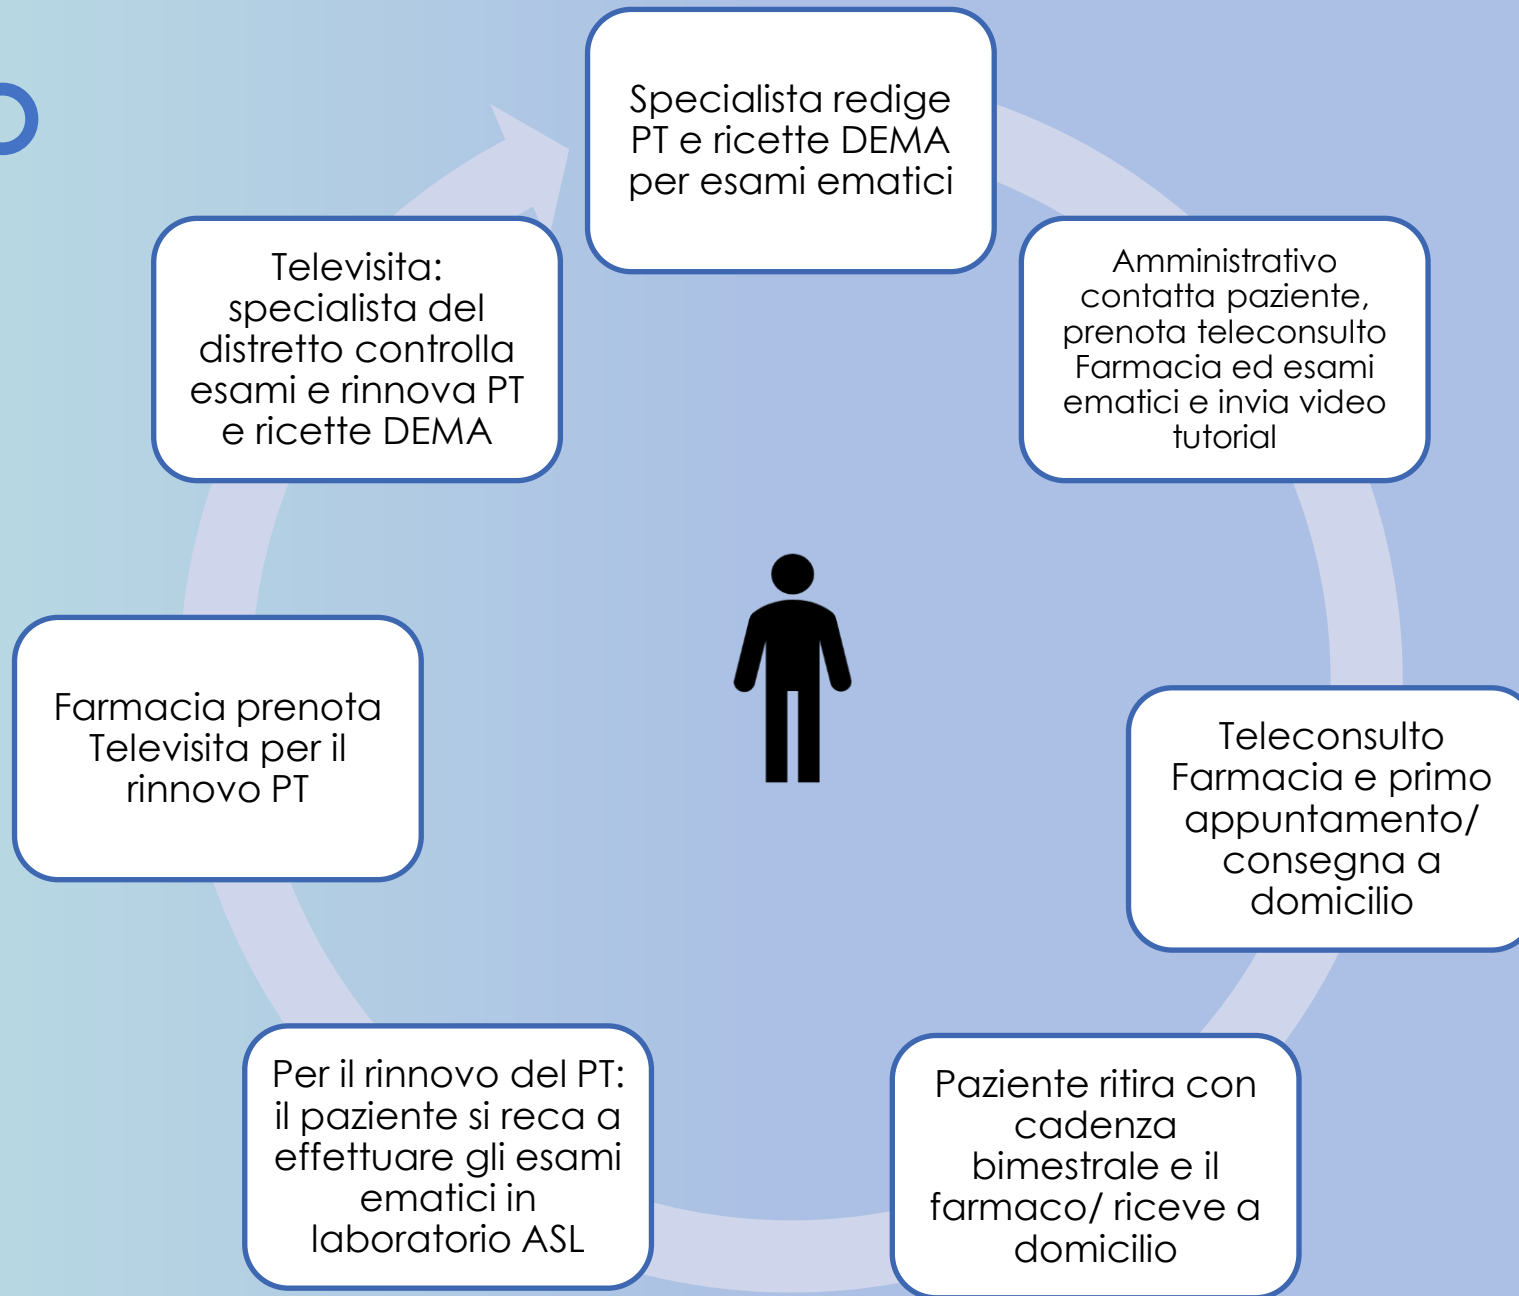 Specialista redige
PT e ricette DEMA
per esami ematici
Amministrativo
contatta paziente,
prenota teleconsulto
Farmacia ed esami
ematici e invia video
tutorial
Teleconsulto
Farmacia e primo
appuntamento/
consegna a
domicilio
Paziente ritira con
cadenza
bimestrale e il
farmaco/ riceve a
domicilio
Per il rinnovo del PT:
il paziente si reca a
effettuare gli esami
ematici in
laboratorio ASL
Farmacia prenota
Televisita per il
rinnovo PT
Televisita:
specialista del
distretto controlla
esami e rinnova PT
e ricette DEMA